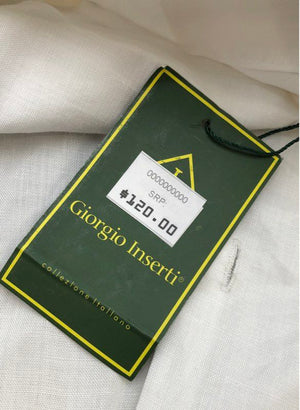 0000000000
SRP:
*120.00
Giorgio Inserti®
collezione italiano